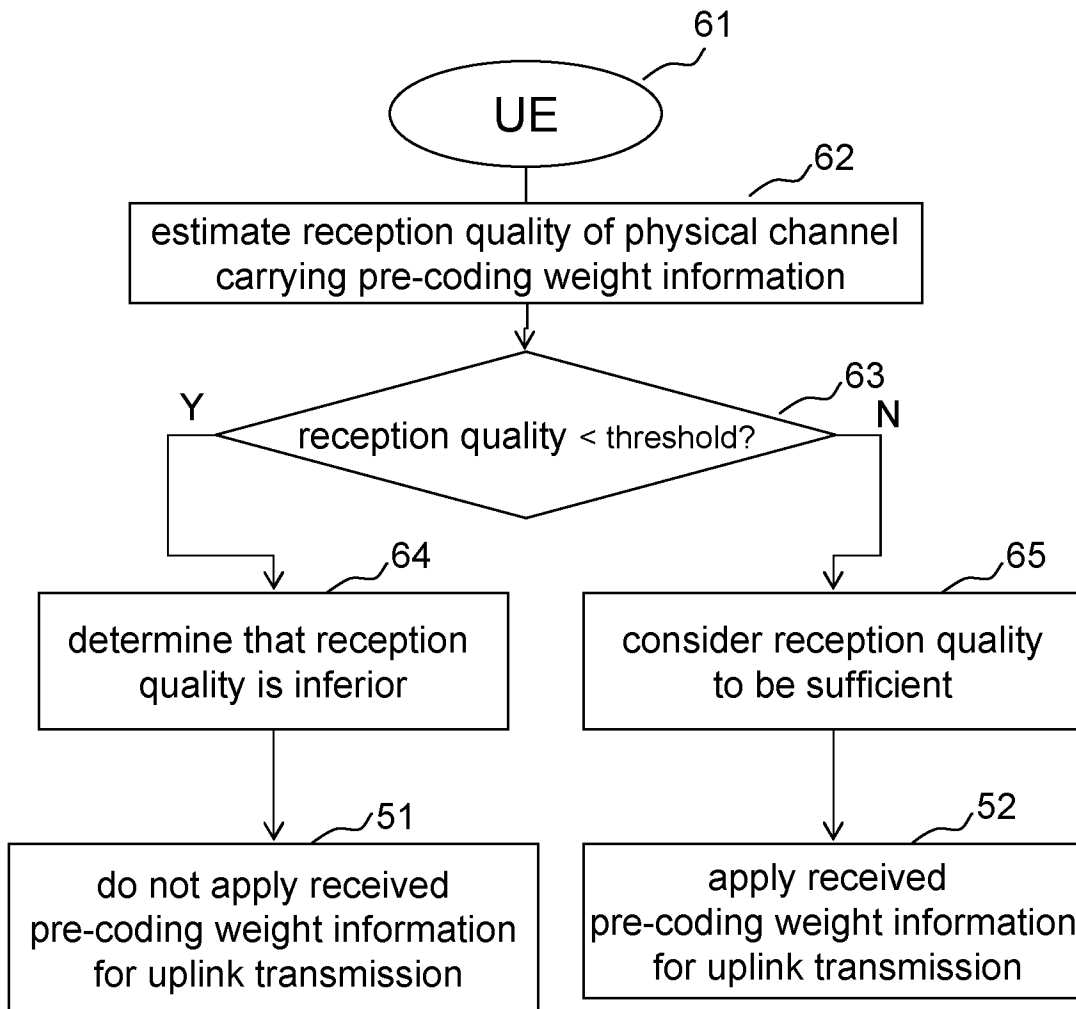 61
UE
62
estimate reception quality of physical channel
carrying pre-coding weight information
63
Y
N
reception quality < threshold?
64
65
determine that reception
quality is inferior
consider reception quality
to be sufficient
51
52
do not apply received
pre-coding weight information
for uplink transmission
apply received
pre-coding weight information
for uplink transmission